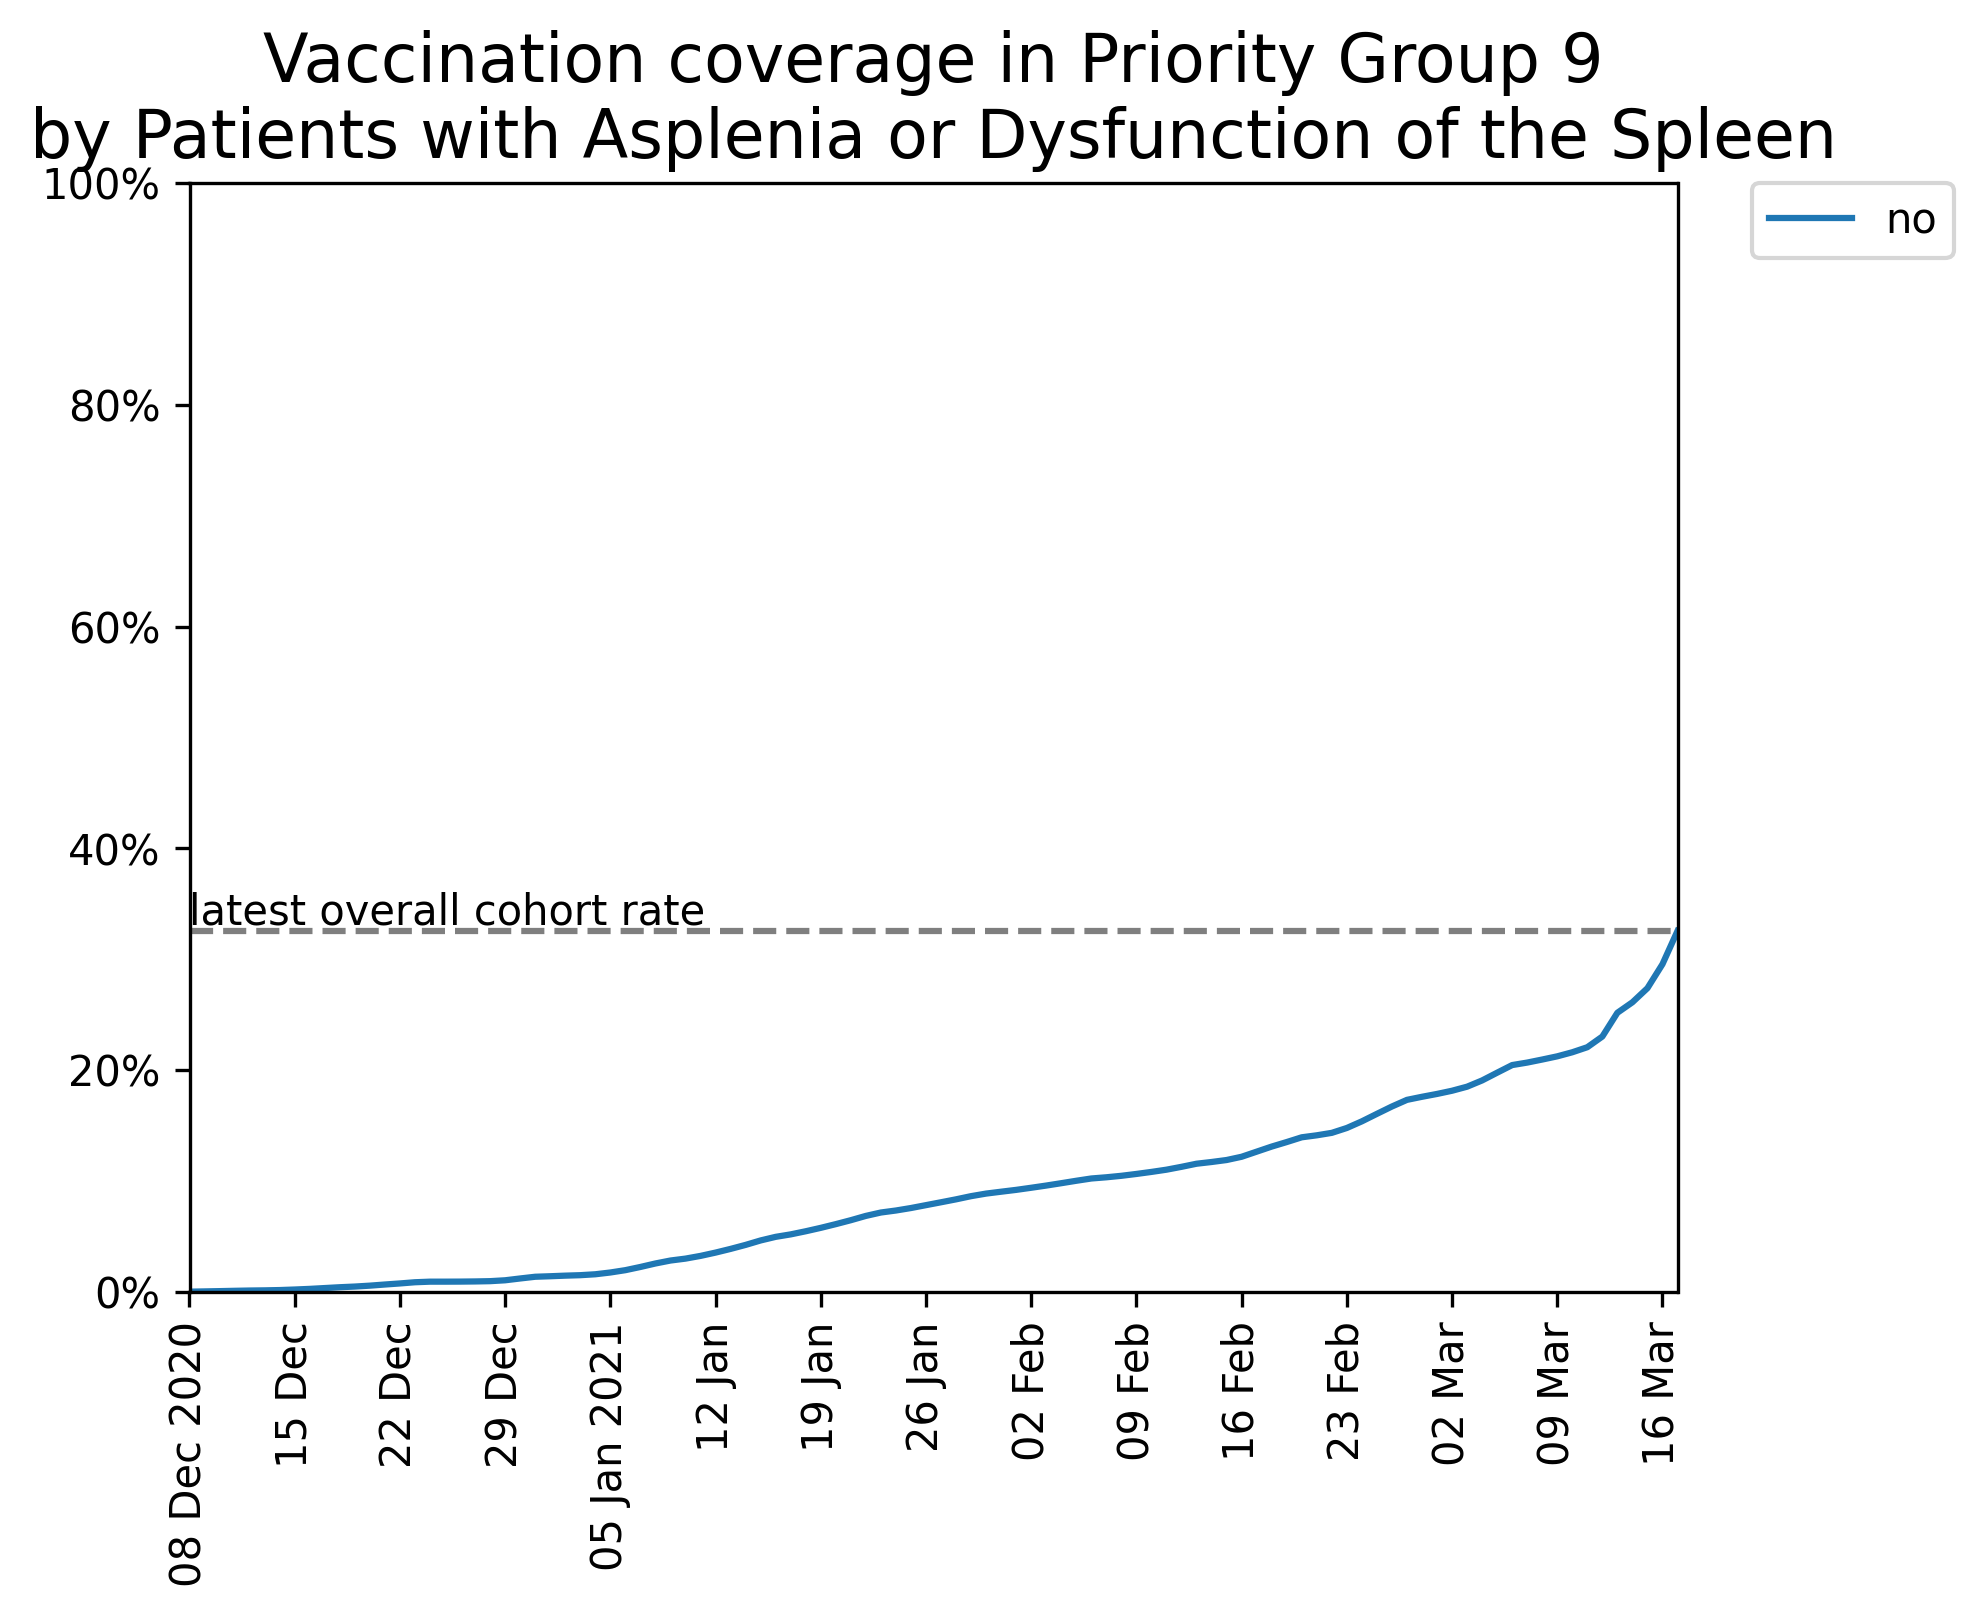 Vaccination coverage in Priority Group 9
by Patients with Asplenia or Dysfunction of the Spleen
100%
80%
60%
40%
20%
0%
latest overall cohort rate
no
08 Dec 2020
15 Dec
22 Dec
29 Dec
05 Jan 2021
12 Jan
19 Jan
26 Jan
02 Feb
09 Feb
16 Feb
23 Feb
02 Mar
09 Mar
16 Mar